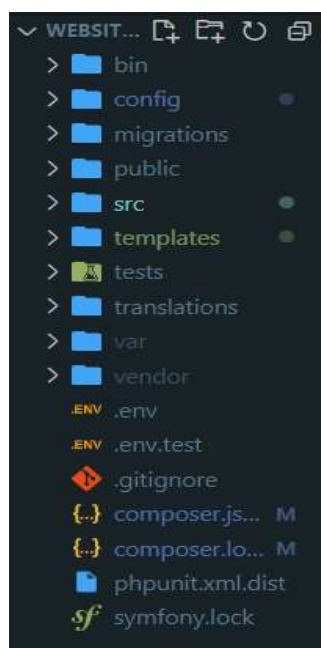 WEBSIT...
bin
config
migrations
public
src
templates
tests
translations
var
vendor
.ENV .env
.ENV .env.test
.gitignore
{..} composer.js... M
{..} composer.lo... M
phpunit.xml.dist
sf symfony.lock